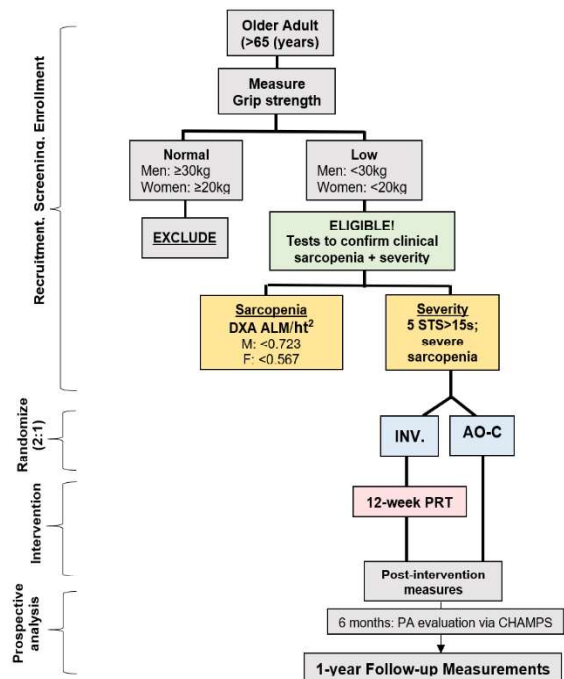 Older Adult
(>65 (years)
Measure
Grip strength
Normal
Men: ≥30kg
Women: ≥20kg
Low
Men: <30kg
Women: <20kg
EXCLUDE
ELIGIBLE!
Tests to confirm clinical
sarcopenia + severity
Sarcopenia
DXA ALM/ht²
M: <0.723
F: <0.567
Severity
5 STS>15s;
severe
sarcopenia
INV.
AO-C
12-week PRT
Post-intervention
measures
6 months: PA evaluation via CHAMPS
1-year Follow-up Measurements
Recruitment, Screening, Enrollment
Randomize
(2:1)
Intervention
Prospective
analysis